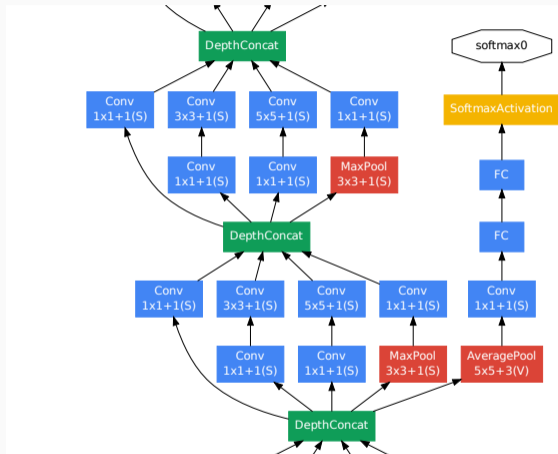 DepthConcat
softmax0
Conv
1x1+1(S)
Conv
3x3+1(S)
Conv
5x5+1(S)
Conv
1x1+1(S)
SoftmaxActivation
Conv
1x1+1(S)
Conv
1x1+1(S)
MaxPool
3x3+1(S)
FC
DepthConcat
FC
Conv
1x1+1(S)
Conv
3x3+1(S)
Conv
5x5+1(S)
Conv
1x1+1(S)
Conv
1x1+1(S)
Conv
1x1+1(S)
Conv
1x1+1(S)
MaxPool
3x3+1(S)
AveragePool
5x5+3(V)
DepthConcat